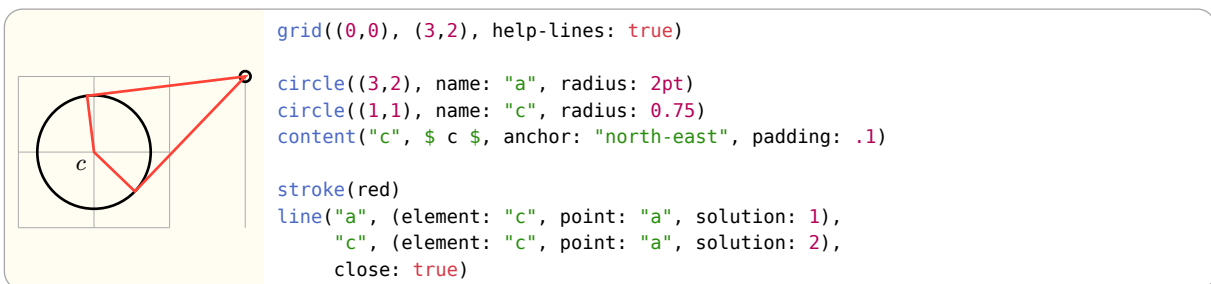 grid((0,0), (3,2), help-lines: true)
circle((3,2), name: "a", radius: 2pt)
circle((1,1), name: "c", radius: 0.75)
content("c", $ c $, anchor: "north-east", padding: .1)
stroke(red)
line("a", (element: "c", point: "a", solution: 1),
"c", (element: "c", point: "a", solution: 2),
close: true)
c